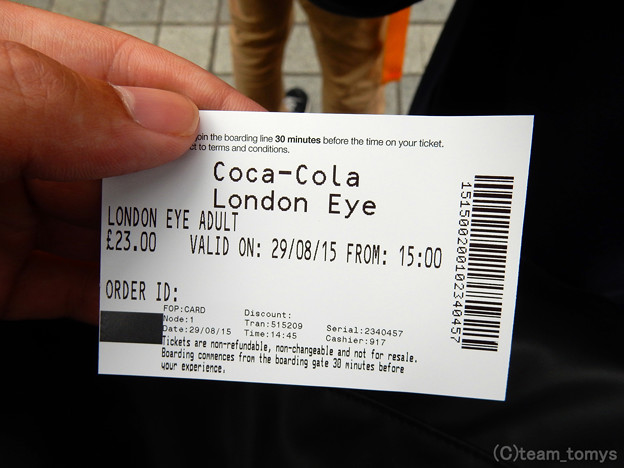 join the boarding line 30 minutes before the time on your ticket.
to terms and conditions.
Coca-Cola
London Eye
LONDON EYE ADULT
£23.00 VALID ON: 29/08/15 FROM: 15:00
ORDER ID:
FOP:CARD
Node:1 Discount:
Date:29/08/15 Tran:515209 Serial:2340457
Time:14:45 Cashier:917
Tickets are non-refundable, non-changeable and not for resale.
Boarding commences from the boarding gate 30 minutes before
your experience.
1515000200102340457
(C)team_tomys